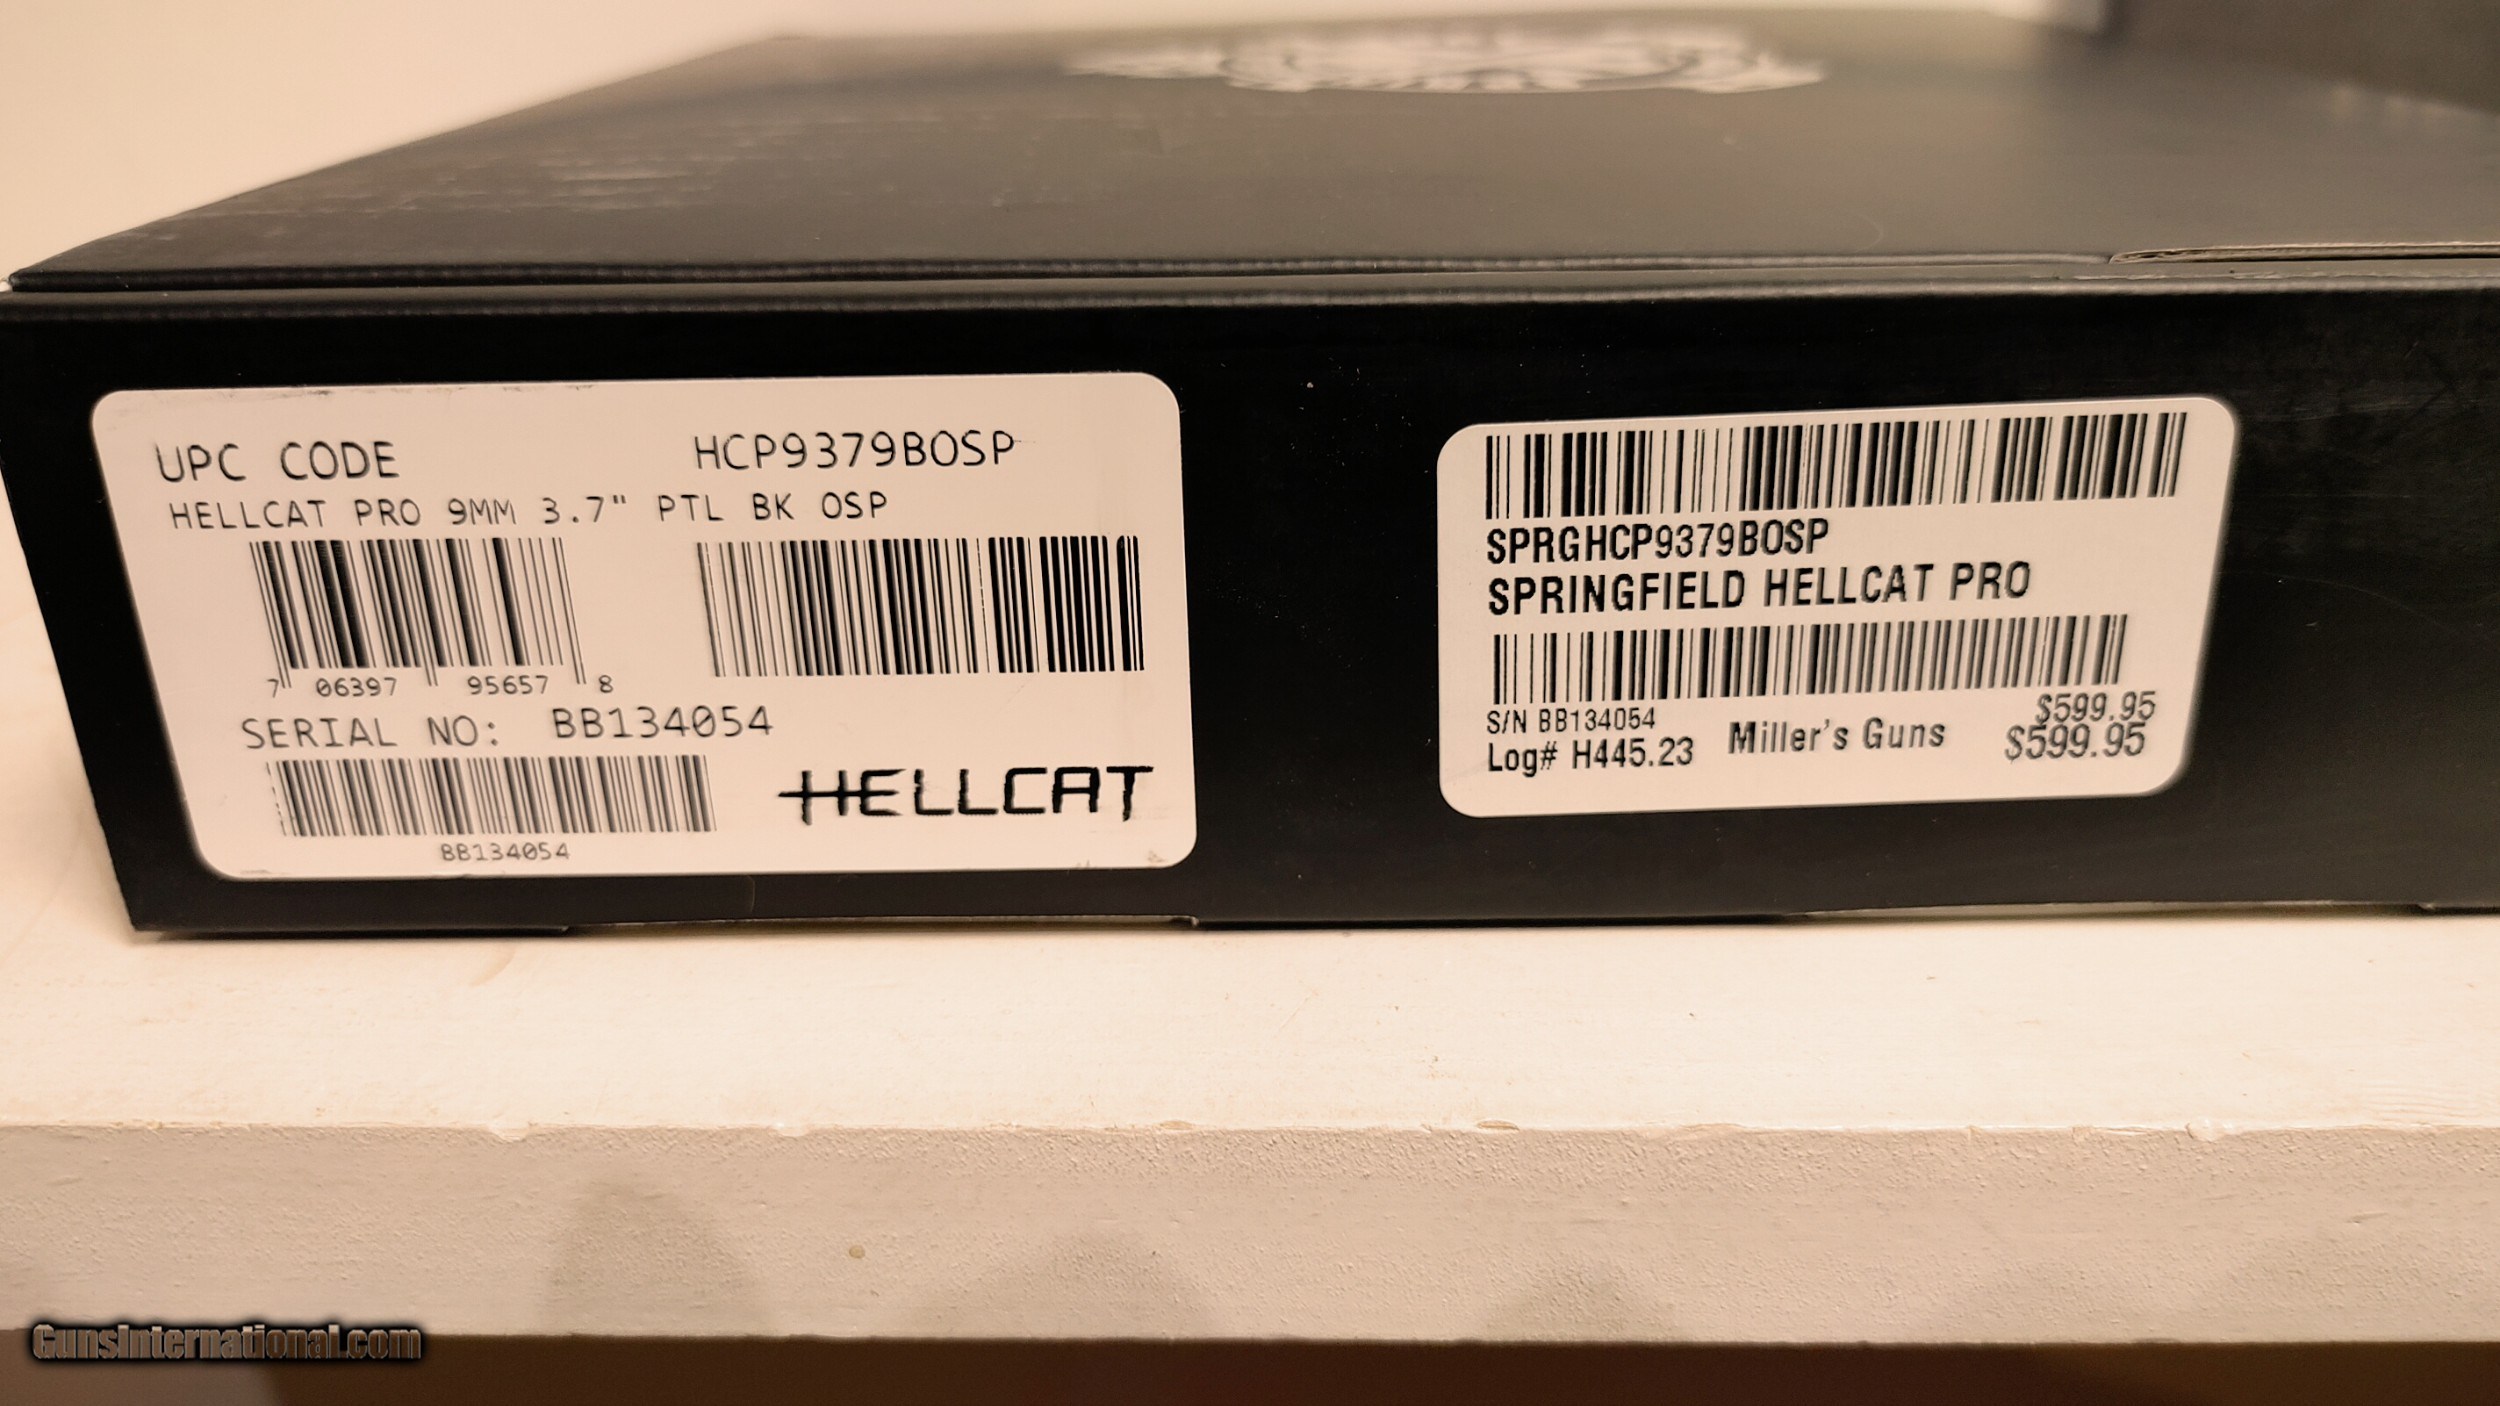 UPC CODE HCP9379BOSP
HELLCAT PRO 9MM 3.7" PTL BK OSP
7 06397 95657 8
SERIAL NO: BB134054
BB134054
HELLCAT
SPRGHCP9379BOSP
SPRINGFIELD HELLCAT PRO
$599.95
S/N BB134054
Log# H445.23 Miller's Guns $599.95
GunsInternational.com